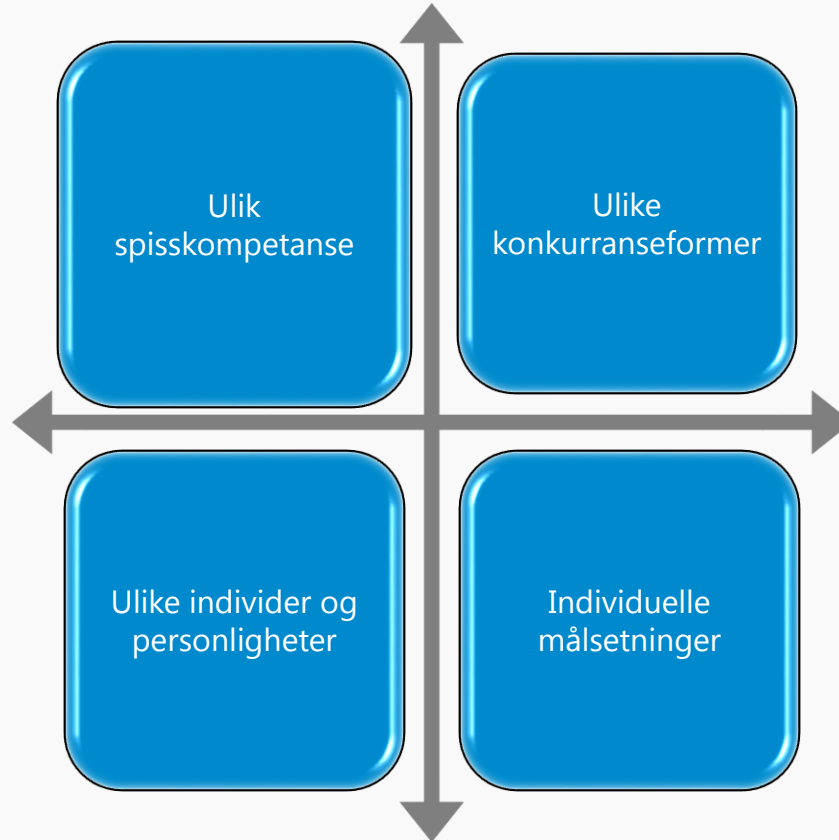 Ulik
spisskompetanse
Ulike
konkurranseformer
Ulike individer og
personligheter
Individuelle
målsetninger